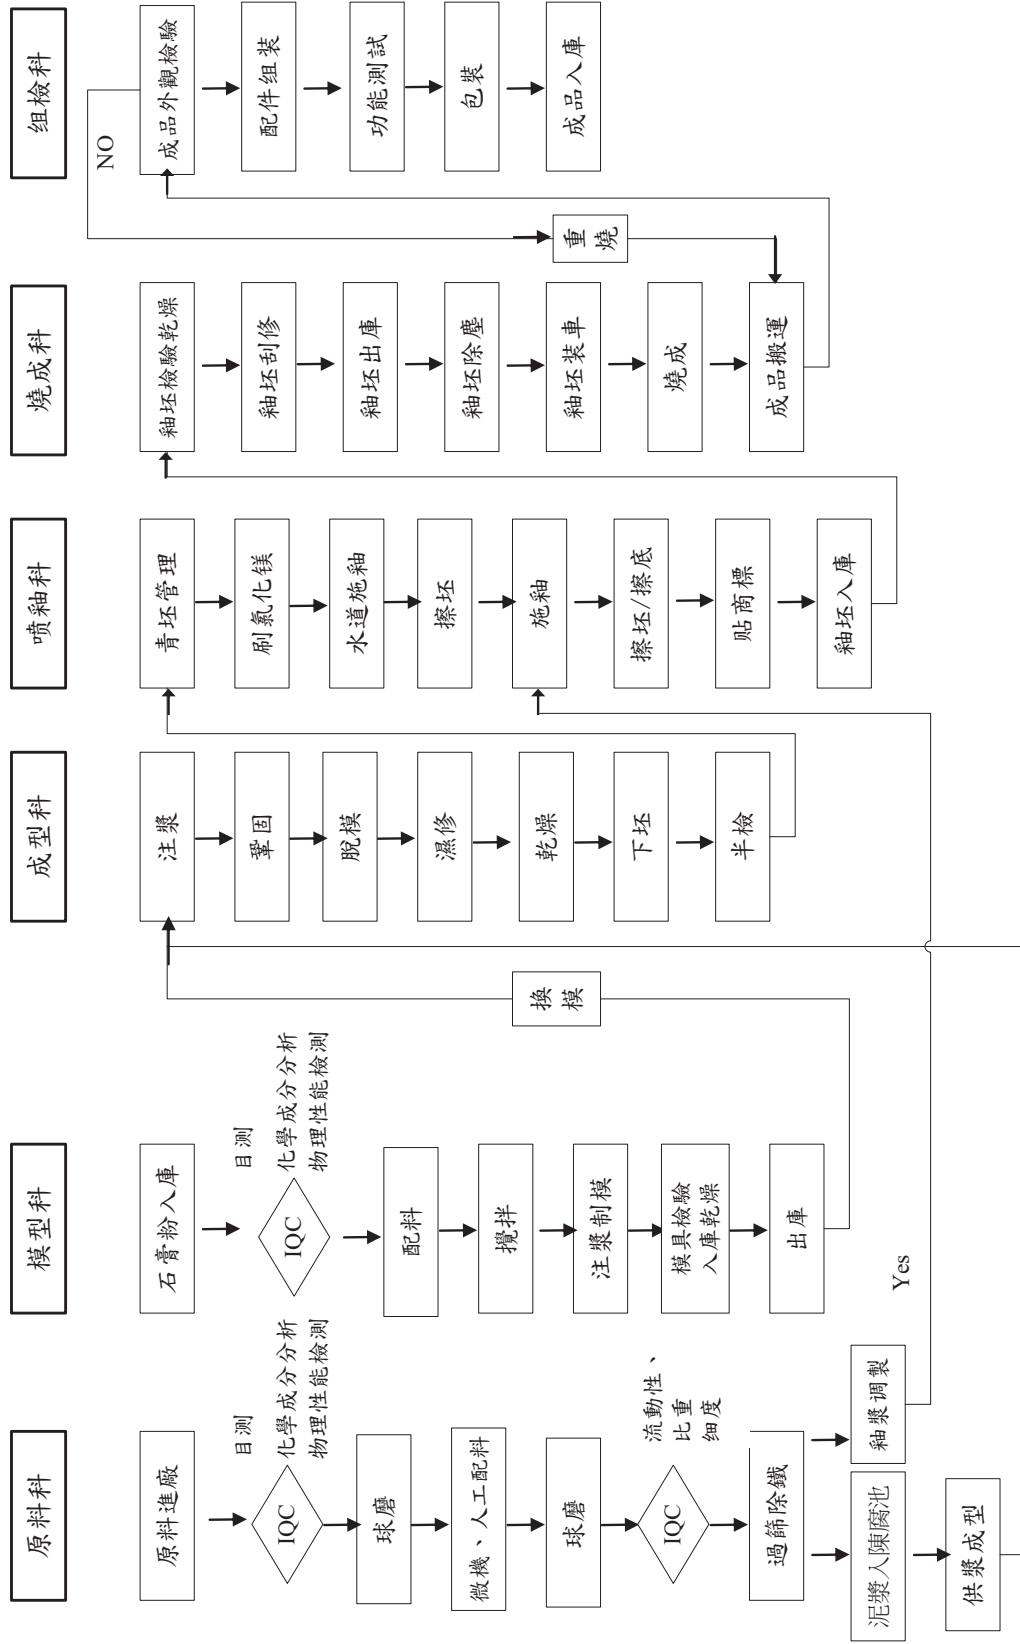 原料科
原料進廠
IQC
目测
化學成分分析
物理性能檢測
球磨
微機、人工配料
球磨
IQC
流動性、
比重
細度
過篩除鐵
泥漿入陳腐池
釉漿调製
供漿成型
Yes
模型科
石膏粉入庫
IQC
目测
化學成分分析
物理性能檢測
配料
攪拌
注漿制模
模具檢驗
入庫乾燥
出庫
換
模
成型科
注漿
鞏固
脫模
濕修
乾燥
下坯
半檢
喷釉科
青坯管理
刷氯化镁
水道施釉
擦坯
施釉
擦坯/擦底
贴商標
釉坯入庫
燒成科
釉坯檢驗乾燥
釉坯刮修
釉坯出庫
釉坯除塵
釉坯装車
燒成
成品搬運
重
燒
NO
组檢科
成品外觀檢驗
配件组装
功能測試
包裝
成品入庫